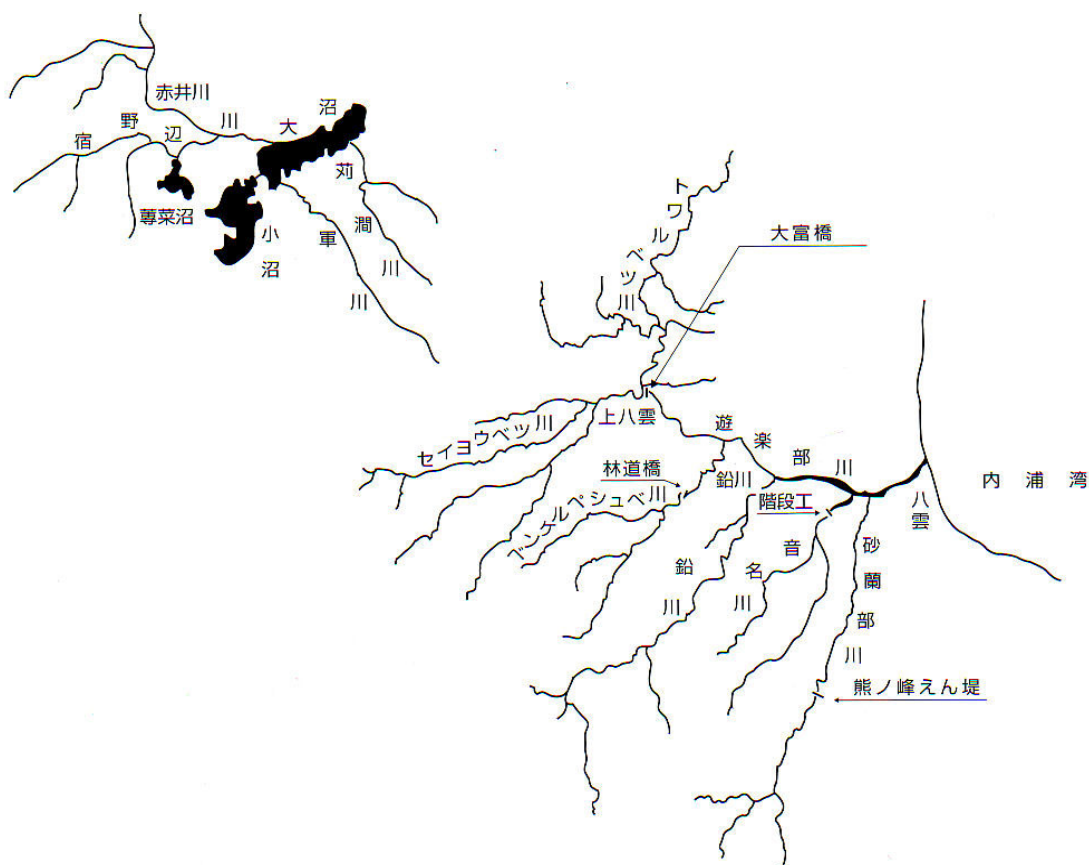 赤井川
宿野辺川
大沼
蓴菜沼
小沼
苅澗川
軍川
トワルベツ川
大富橋
上八雲
セイヨウベツ川
遊楽部川
林道橋
鉛川
ペンケルペシュベ川
階段工
内浦湾
八雲
音名川
鉛川
砂蘭部川
熊ノ峰えん堤